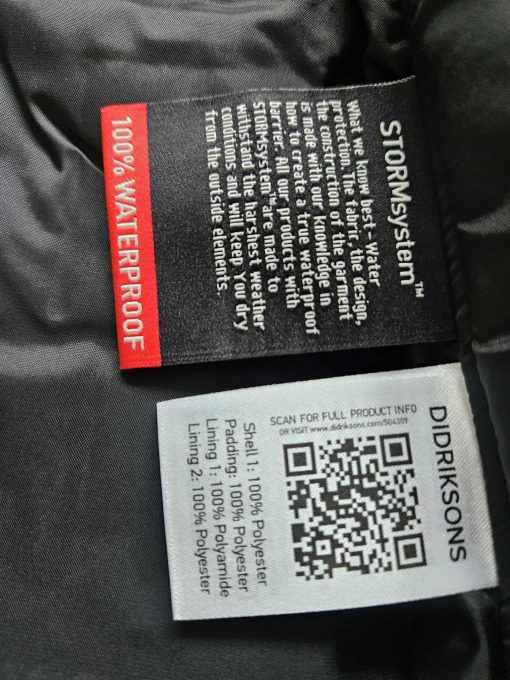 STORMsystem™
What we know best - Water
protection. The fabric, the design,
the construction of the garment
is made with our knowledge in
how to create a true waterproof
barrier. All our products with
STORMsystem™ are made to
withstand the harshest weather
conditions and will keep You dry
from the outside elements.
100% WATERPROOF
DIDRIKSONS
SCAN FOR FULL PRODUCT INFO
OR VISIT www.didriksons.com/504301
Shell 1: 100% Polyester
Padding: 100% Polyester
Lining 1: 100% Polyamide
Lining 2: 100% Polyester